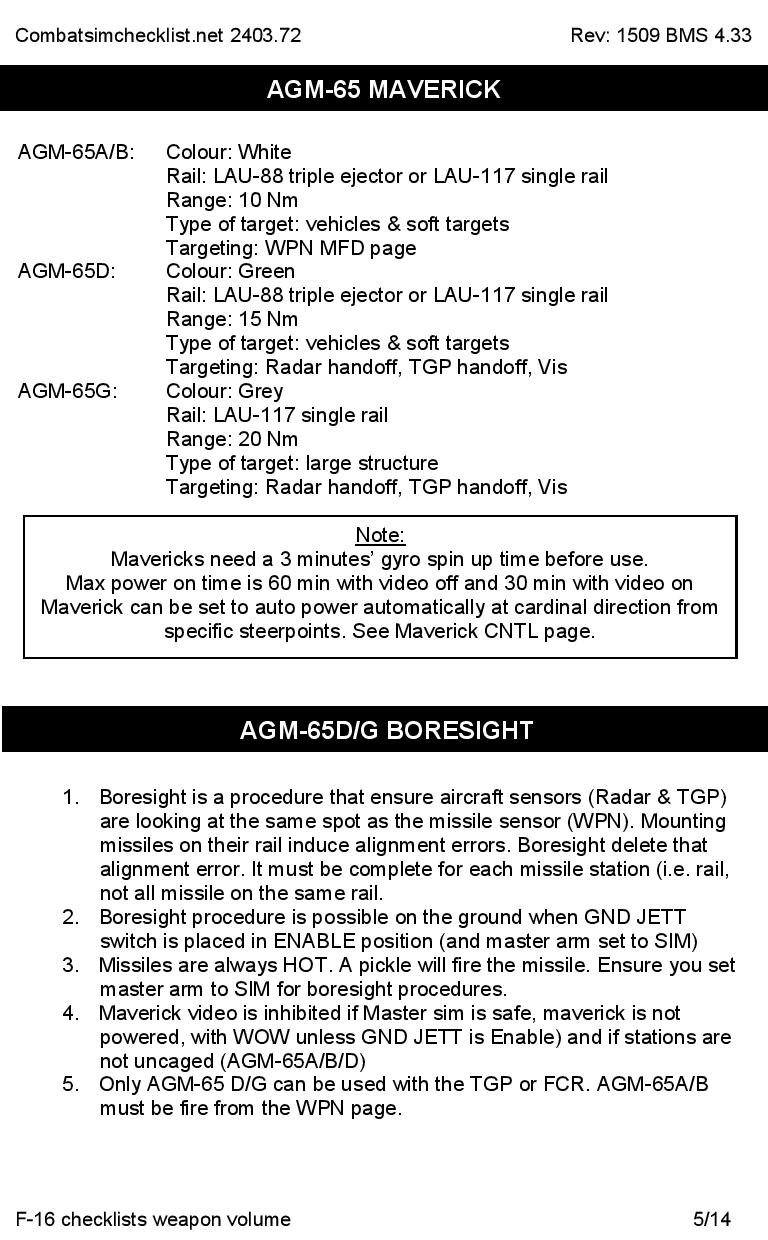 Combatsimchecklist.net 2403.72 Rev: 1509 BMS 4.33
AGM-65 MAVERICK
AGM-65A/B: Colour: White
Rail: LAU-88 triple ejector or LAU-117 single rail
Range: 10 Nm
Type of target: vehicles & soft targets
Targeting: WPN MFD page
AGM-65D: Colour: Green
Rail: LAU-88 triple ejector or LAU-117 single rail
Range: 15 Nm
Type of target: vehicles & soft targets
Targeting: Radar handoff, TGP handoff, Vis
AGM-65G: Colour: Grey
Rail: LAU-117 single rail
Range: 20 Nm
Type of target: large structure
Targeting: Radar handoff, TGP handoff, Vis
Note:
Mavericks need a 3 minutes’ gyro spin up time before use.
Max power on time is 60 min with video off and 30 min with video on
Maverick can be set to auto power automatically at cardinal direction from
specific steerpoints. See Maverick CNTL page.
AGM-65D/G BORESIGHT
1. Boresight is a procedure that ensure aircraft sensors (Radar & TGP)
are looking at the same spot as the missile sensor (WPN). Mounting
missiles on their rail induce alignment errors. Boresight delete that
alignment error. It must be complete for each missile station (i.e. rail,
not all missile on the same rail.
2. Boresight procedure is possible on the ground when GND JETT
switch is placed in ENABLE position (and master arm set to SIM)
3. Missiles are always HOT. A pickle will fire the missile. Ensure you set
master arm to SIM for boresight procedures.
4. Maverick video is inhibited if Master sim is safe, maverick is not
powered, with WOW unless GND JETT is Enable) and if stations are
not uncaged (AGM-65A/B/D)
5. Only AGM-65 D/G can be used with the TGP or FCR. AGM-65A/B
must be fire from the WPN page.
F-16 checklists weapon volume 5/14